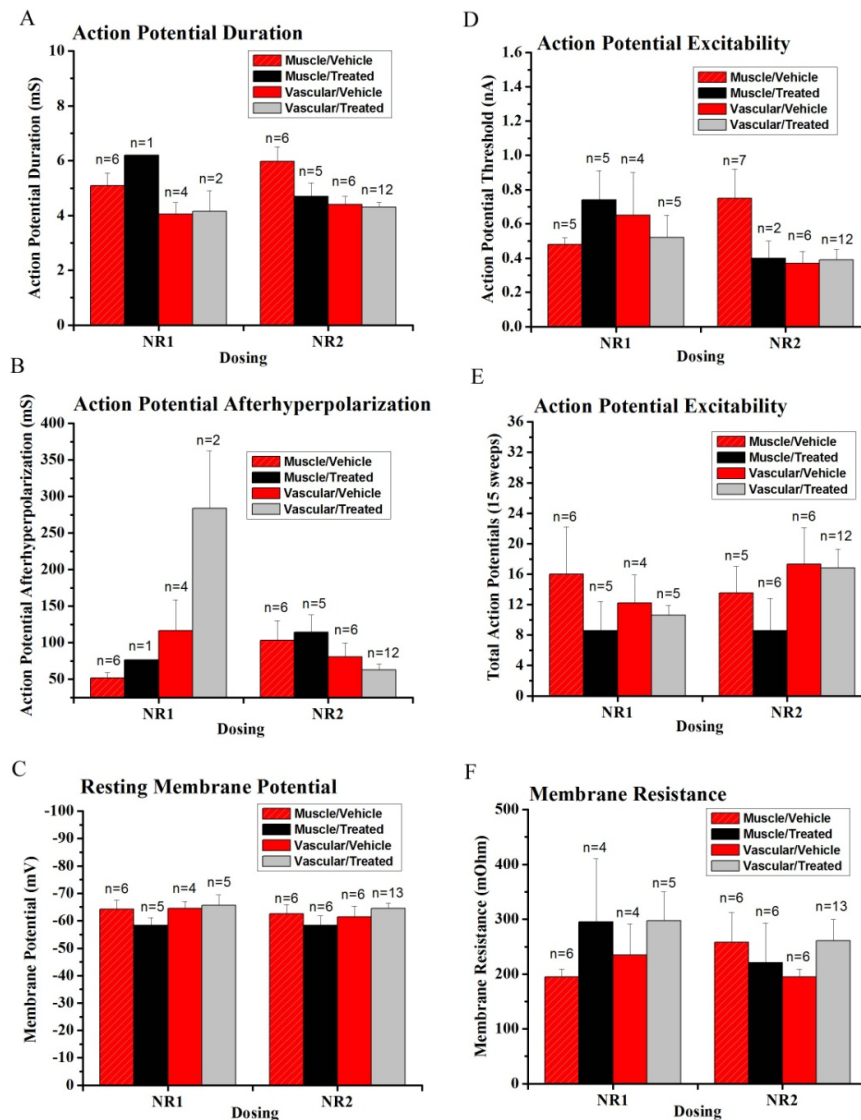 A
Action Potential Duration
Muscle/Vehicle
Muscle/Treated
Vascular/Vehicle
Vascular/Treated
Action Potential Duration (mS)
10
8
6
4
2
0
n=6
n=1
n=4
n=2
n=6
n=5
n=6
n=12
NR1
NR2
Dosing
B
Action Potential Afterhyperpolarization
Muscle/Vehicle
Muscle/Treated
Vascular/Vehicle
Vascular/Treated
Action Potential Afterhyperpolarization (mS)
400
350
300
250
200
150
100
50
n=6
n=1
n=4
n=2
n=6
n=5
n=6
n=12
NR1
NR2
Dosing
C
Resting Membrane Potential
Muscle/Vehicle
Muscle/Treated
Vascular/Vehicle
Vascular/Treated
Membrane Potential (mV)
-100
-90
-80
-70
-60
-50
-40
-30
-20
-10
0
n=6
n=5
n=4
n=5
n=6
n=6
n=6
n=13
NR1
NR2
Dosing
D
Action Potential Excitability
Muscle/Vehicle
Muscle/Treated
Vascular/Vehicle
Vascular/Treated
Action Potential Threshold (nA)
1.6
1.4
1.2
1.0
0.8
0.6
0.4
0.2
0.0
n=5
n=5
n=4
n=5
n=7
n=2
n=6
n=12
NR1
NR2
Dosing
E
Action Potential Excitability
Muscle/Vehicle
Muscle/Treated
Vascular/Vehicle
Vascular/Treated
Total Action Potentials (15 sweeps)
36
32
28
24
20
16
12
8
4
0
n=6
n=5
n=4
n=5
n=5
n=6
n=6
n=12
NR1
NR2
Dosing
F
Membrane Resistance
Muscle/Vehicle
Muscle/Treated
Vascular/Vehicle
Vascular/Treated
Membrane Resistance (mOhm)
500
400
300
200
100
0
n=6
n=4
n=4
n=5
n=6
n=6
n=6
n=13
NR1
NR2
Dosing